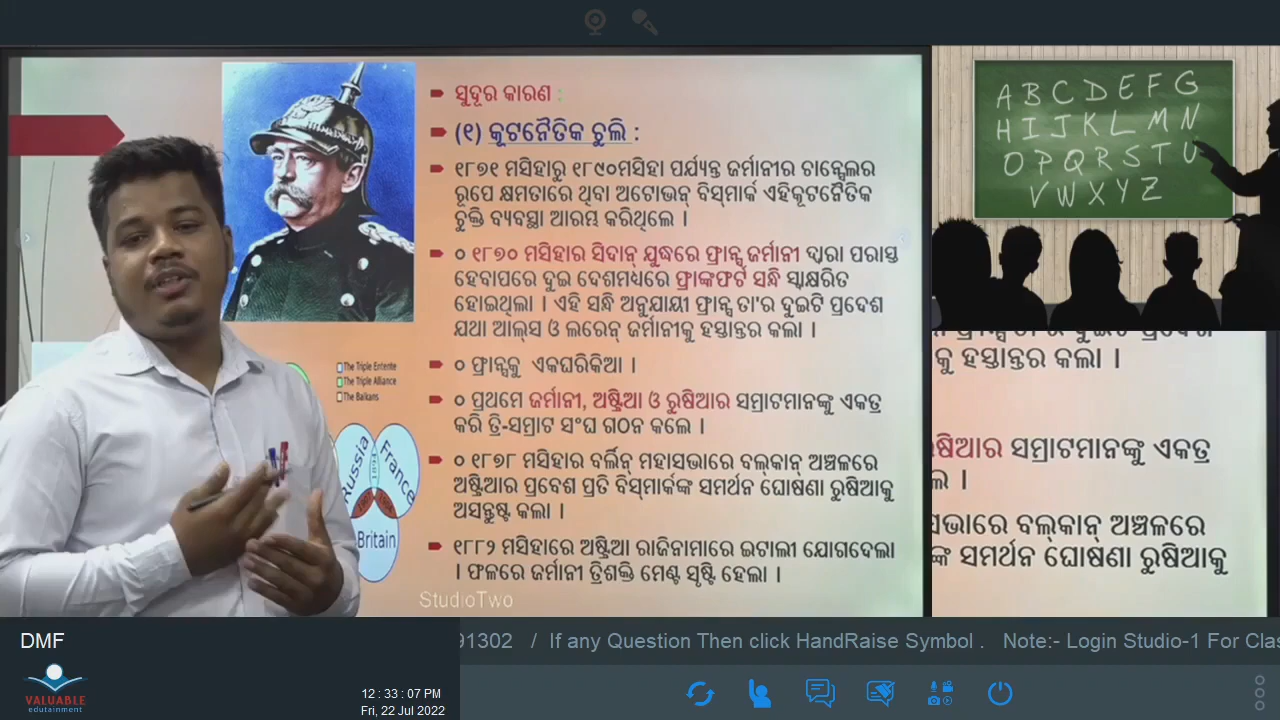 ସୁଦୂର କାରଣ :
(୧) କୂଟନୈତିକ ଚୁଲି :
୧୮୭୧ ମସିହାରୁ ୧୮୯୦ମସିହା ପର୍ଯ୍ୟନ୍ତ ଜର୍ମାନୀର ଚାନ୍ସେଲର
ରୂପେ କ୍ଷମତାରେ ଥିବା ଅଟୋଭନ୍ ବିସ୍ମାର୍କ ଏହିକୂଟନୈତିକ
ଚୁକ୍ତି ବ୍ୟବସ୍ଥା ଆରମ୍ଭ କରିଥିଲେ ।
୦ ୧୮୭୦ ମସିହାର ସିଦାନ୍ ଯୁଦ୍ଧରେ ଫ୍ରାନ୍ସ ଜର୍ମାନୀ ଦ୍ୱାରା ପରାସ୍ତ
ହେବାପରେ ଦୁଇ ଦେଶମଧ୍ୟରେ ଫ୍ରାଙ୍କଫର୍ଟ ସନ୍ଧି ସ୍ୱାକ୍ଷରିତ
ହୋଇଥିଲା । ଏହି ସନ୍ଧି ଅନୁଯାୟୀ ଫ୍ରାନ୍ସ ତା'ର ଦୁଇଟି ପ୍ରଦେଶ
ଯଥା ଆଲ୍‌ସ ଓ ଲରେନ୍ ଜର୍ମାନୀକୁ ହସ୍ତାନ୍ତର କଲା ।
୦ ଫ୍ରାନ୍ସକୁ ଏକଘରିକିଆ ।
୦ ପ୍ରଥମେ ଜର୍ମାନୀ, ଅଷ୍ଟ୍ରିଆ ଓ ରୁଷିଆର ସମ୍ରାଟମାନଙ୍କୁ ଏକତ୍ର
କରି ତ୍ରି-ସମ୍ରାଟ ସଂଘ ଗଠନ କଲେ ।
୦ ୧୮୭୮ ମସିହାର ବର୍ଲିନ୍ ମହାସଭାରେ ବଲ୍‌କାନ୍ ଅଞ୍ଚଳରେ
ଅଷ୍ଟ୍ରିଆର ପ୍ରବେଶ ପ୍ରତି ବିସ୍ମାର୍କଙ୍କ ସମର୍ଥନ ଘୋଷଣା ରୁଷିଆକୁ
ଅସନ୍ତୁଷ୍ଟ କଲା ।
୧୮୮୨ ମସିହାରେ ଅଷ୍ଟ୍ରିଆ ରାଜିନାମାରେ ଇଟାଲୀ ଯୋଗଦେଲା
। ଫଳରେ ଜର୍ମାନୀ ତ୍ରିଶକ୍ତି ମେଣ୍ଟ ସୃଷ୍ଟି ହେଲା ।
The Triple Entente
The Triple Alliance
The Balkans
Russia
France
Britain
StudioTwo
A B C D E F G
H I J K L M N
O P Q R S T U
V W X Y Z
କୁ ହସ୍ତାନ୍ତର କଲା ।
ରୁଷିଆର ସମ୍ରାଟମାନଙ୍କୁ ଏକତ୍ର
ଲେ ।
ସଭାରେ ବଲ୍‌କାନ୍ ଅଞ୍ଚଳରେ
ଙ୍କ ସମର୍ଥନ ଘୋଷଣା ରୁଷିଆକୁ
DMF
91302 / If any Question Then click HandRaise Symbol . Note:- Login Studio-1 For Clas
VALUABLE
edutainment
12 : 33 : 07 PM
Fri, 22 Jul 2022